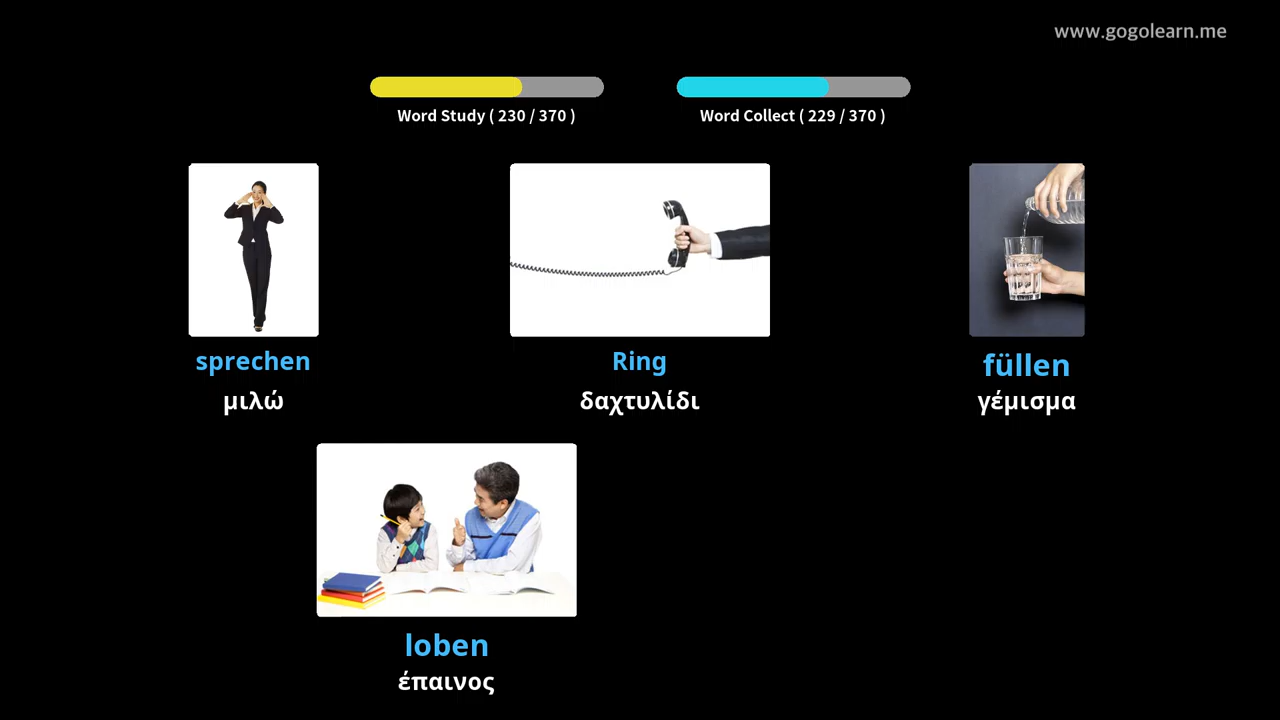 www.gogolearn.me
Word Study ( 230 / 370 )
Word Collect ( 229 / 370 )
sprechen
μιλώ
Ring
δαχτυλίδι
füllen
γέμισμα
loben
έπαινος